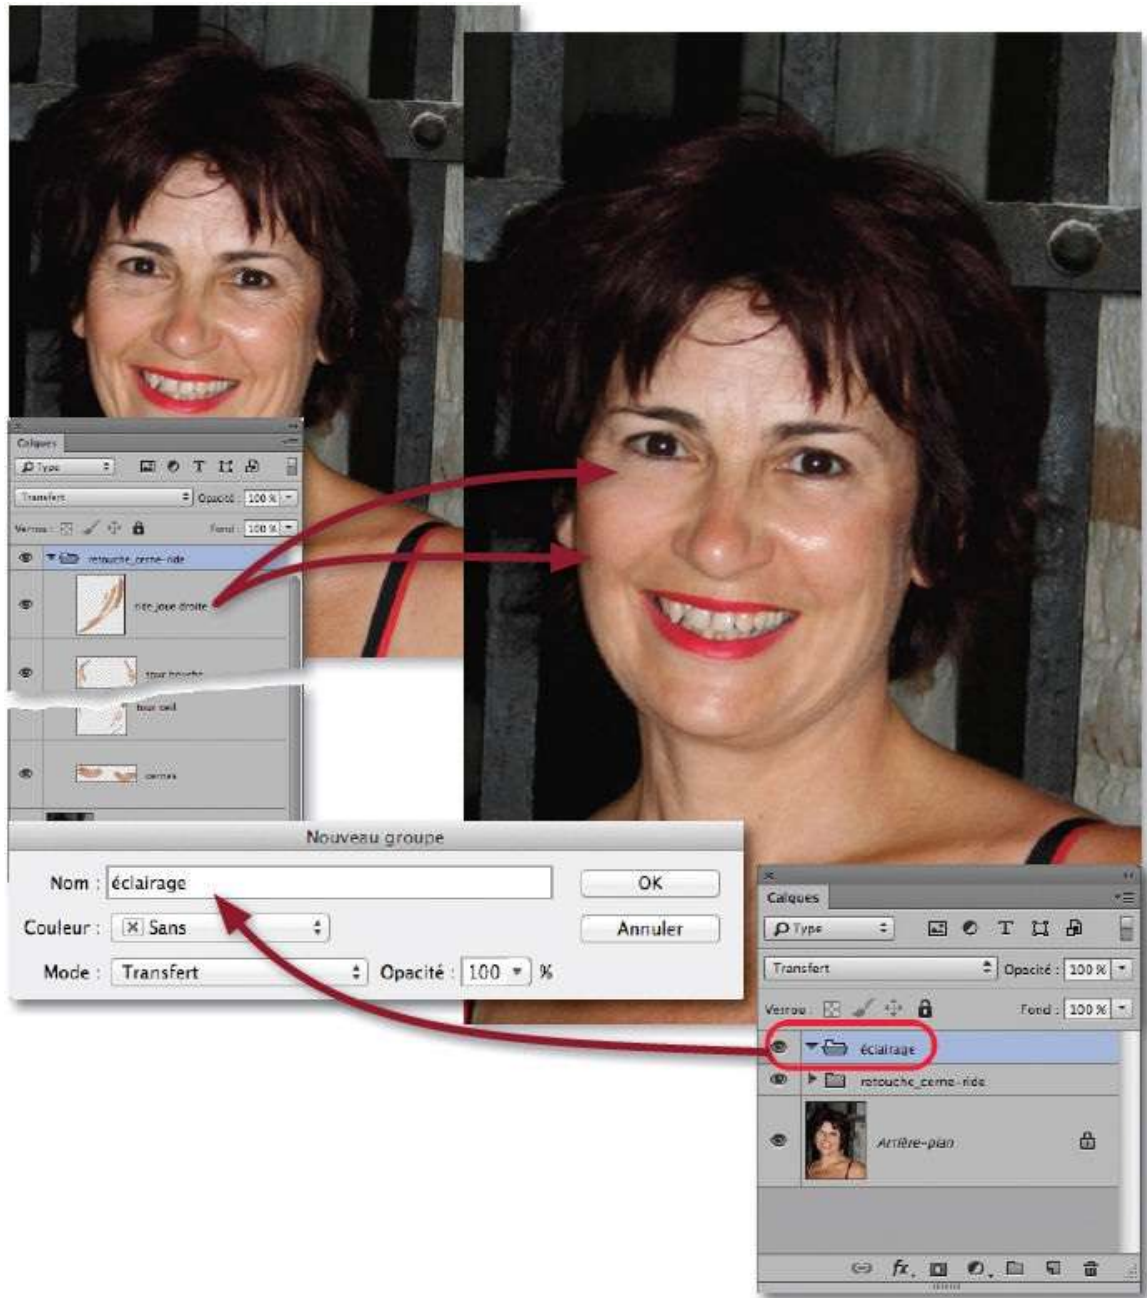 Calques
Type
Transfert
Opacité : 100 %
Verrou :
Fond : 100 %
retouche_cerne-ride
ride joue droite
tour bouche
tour oeil
cernes
Nouveau groupe
Nom : éclairage
OK
Couleur : Sans
Annuler
Mode : Transfert
Opacité : 100 %
Calques
Type
Transfert
Opacité : 100 %
Verrou :
Fond : 100 %
éclairage
retouche_cerne-ride
Arrière-plan
fx